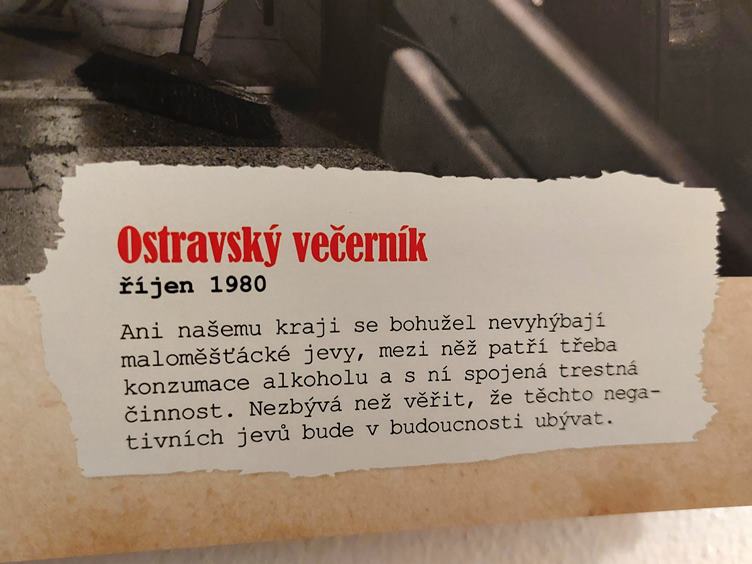 Ostravský večerník
říjen 1980
Ani našemu kraji se bohužel nevyhýbají
maloměšťácké jevy, mezi něž patří třeba
konzumace alkoholu a s ní spojená trestná
činnost. Nezbývá než věřit, že těchto nega-
tivních jevů bude v budoucnosti ubývat.